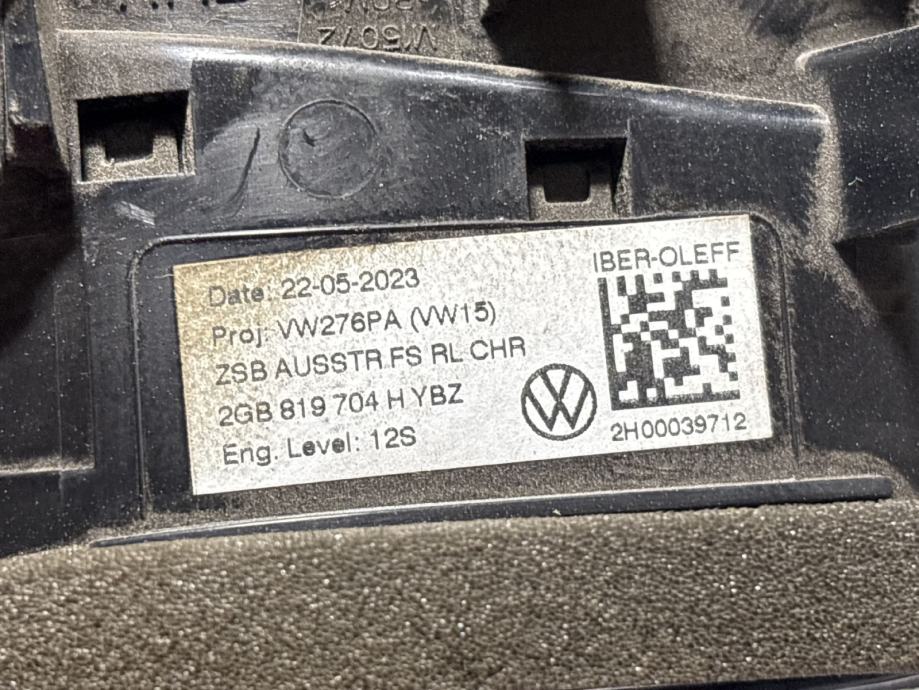 Date: 22-05-2023
Proj: VW276PA (VW15)
ZSB AUSSTR.FS RL CHR
2GB 819 704 H YBZ
Eng. Level: 12S
IBER-OLEFF
2H00039712